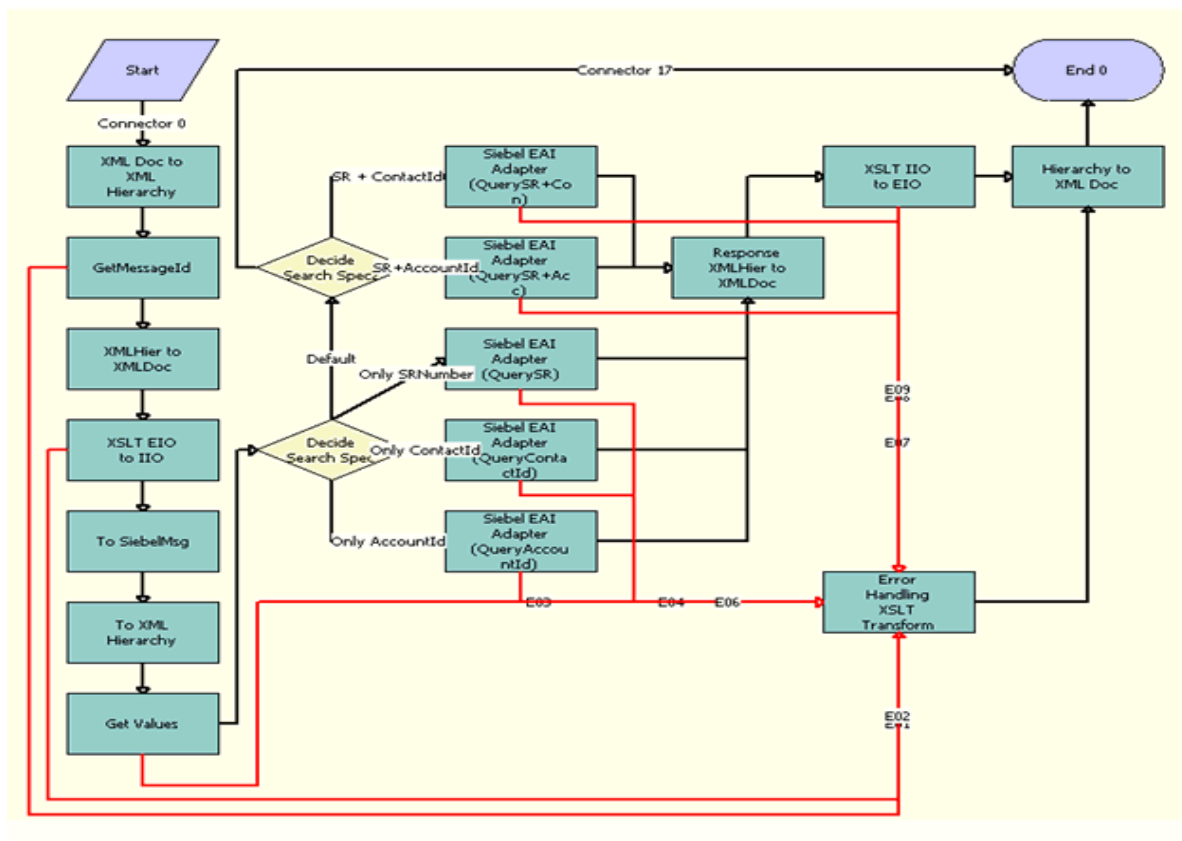 Start
End 0
Connector 17
Connector 0
XML Doc to
XML
Hierarchy
SR + ContactId
Siebel EAI
Adapter
(QuerySR+Co
n)
XSLT IIO
to EIO
Hierarchy to
XML Doc
GetMessageId
Decide
Search Spec
SR+AccountId
Siebel EAI
Adapter
(QuerySR+Ac
c)
Response
XMLHier to
XMLDoc
XMLHier to
XMLDoc
Default
Only SRNumber
Siebel EAI
Adapter
(QuerySR)
E09
E07
XSLT EIO
to IIO
Decide
Search Spec
Only ContactId
Siebel EAI
Adapter
(QueryConta
ctId)
To SiebelMsg
Only AccountId
Siebel EAI
Adapter
(QueryAccou
ntId)
E03
E04
E06
Error
Handling
XSLT
Transform
To XML
Hierarchy
Get Values
E02